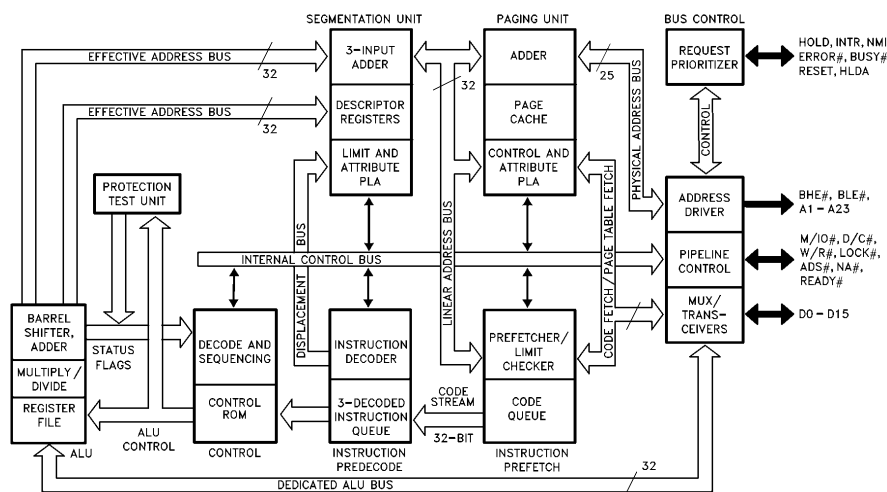 SEGMENTATION UNIT
PAGING UNIT
BUS CONTROL
EFFECTIVE ADDRESS BUS
32
3-INPUT
ADDER
32
ADDER
25
REQUEST
PRIORITIZER
HOLD, INTR, NMI
ERROR#, BUSY#
RESET, HLDA
EFFECTIVE ADDRESS BUS
32
DESCRIPTOR
REGISTERS
PAGE
CACHE
PHYSICAL ADDRESS BUS
CONTROL
LIMIT AND
ATTRIBUTE
PLA
CONTROL AND
ATTRIBUTE
PLA
PROTECTION
TEST UNIT
ADDRESS
DRIVER
BHE#, BLE#,
A1-A23
INTERNAL CONTROL BUS
DISPLACEMENT BUS
LINEAR ADDRESS BUS
CODE FETCH/PAGE TABLE FETCH
PIPELINE
CONTROL
M/IO#, D/C#,
W/R#, LOCK#,
ADS#, NA#,
READY#
MUX/
TRANS-
CEIVERS
D0-D15
BARREL
SHIFTER,
ADDER
STATUS
FLAGS
DECODE AND
SEQUENCING
INSTRUCTION
DECODER
PREFETCHER/
LIMIT
CHECKER
MULTIPLY/
DIVIDE
REGISTER
FILE
CONTROL
ROM
3-DECODED
INSTRUCTION
QUEUE
CODE
STREAM
32-BIT
CODE
QUEUE
ALU
ALU
CONTROL
CONTROL
INSTRUCTION
PREDECODE
INSTRUCTION
PREFETCH
32
DEDICATED ALU BUS